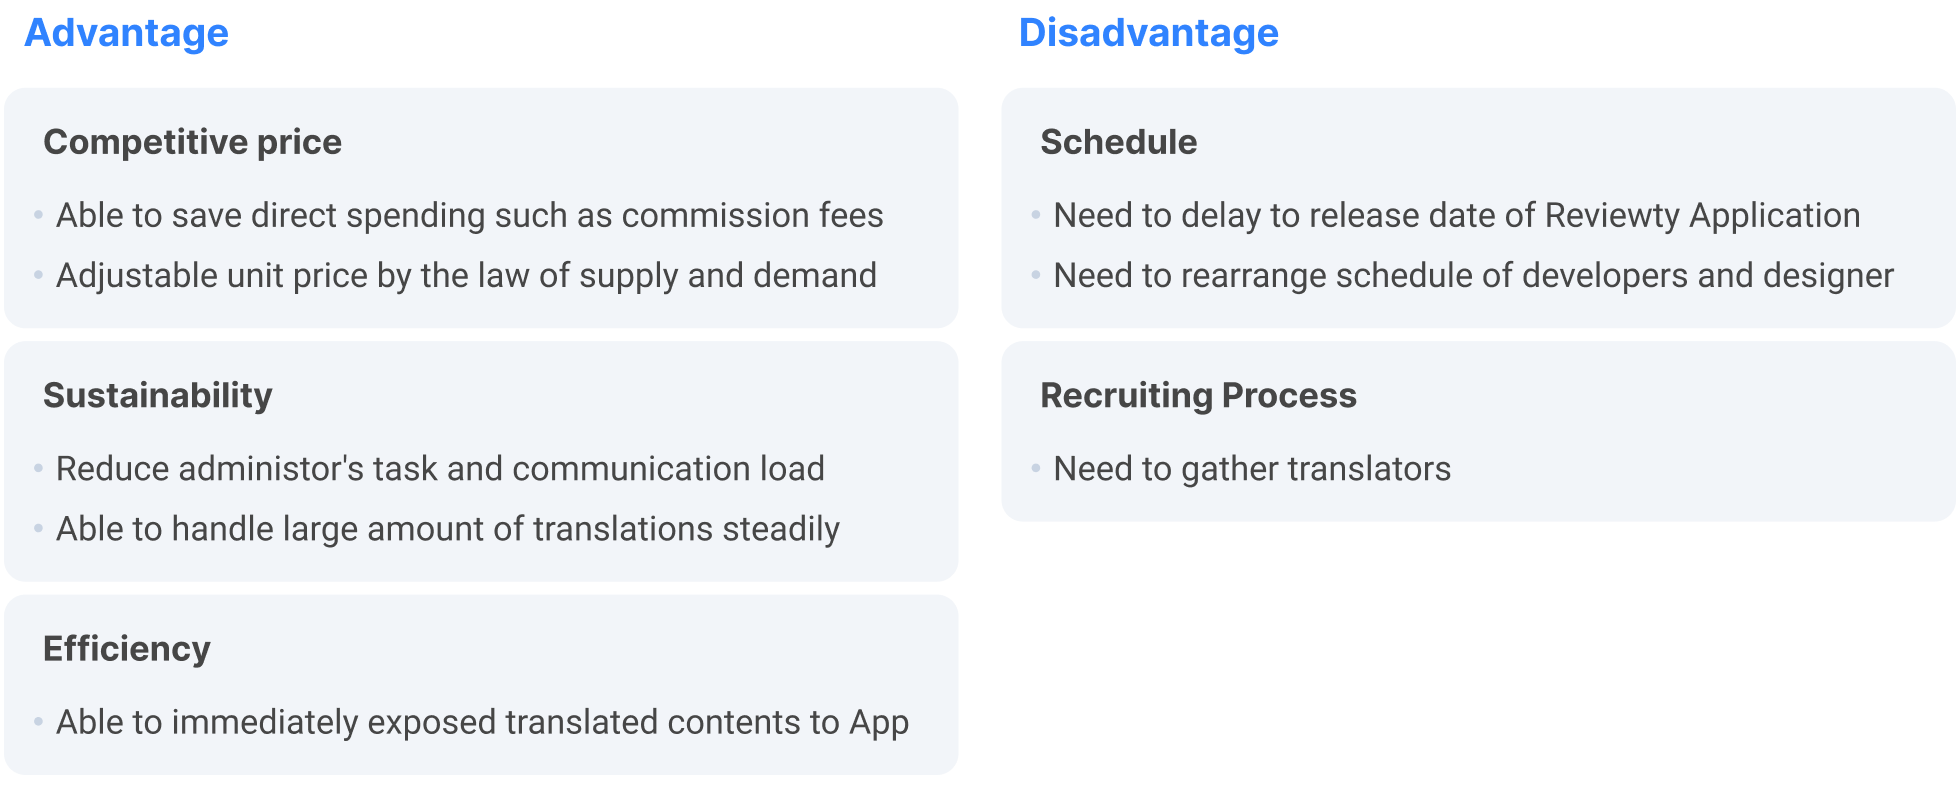 Advantage
Competitive price
Able to save direct spending such as commission fees
Adjustable unit price by the law of supply and demand
Sustainability
Reduce administor's task and communication load
Able to handle large amount of translations steadily
Efficiency
Able to immediately exposed translated contents to App
Disadvantage
Schedule
Need to delay to release date of Reviewty Application
Need to rearrange schedule of developers and designer
Recruiting Process
Need to gather translators